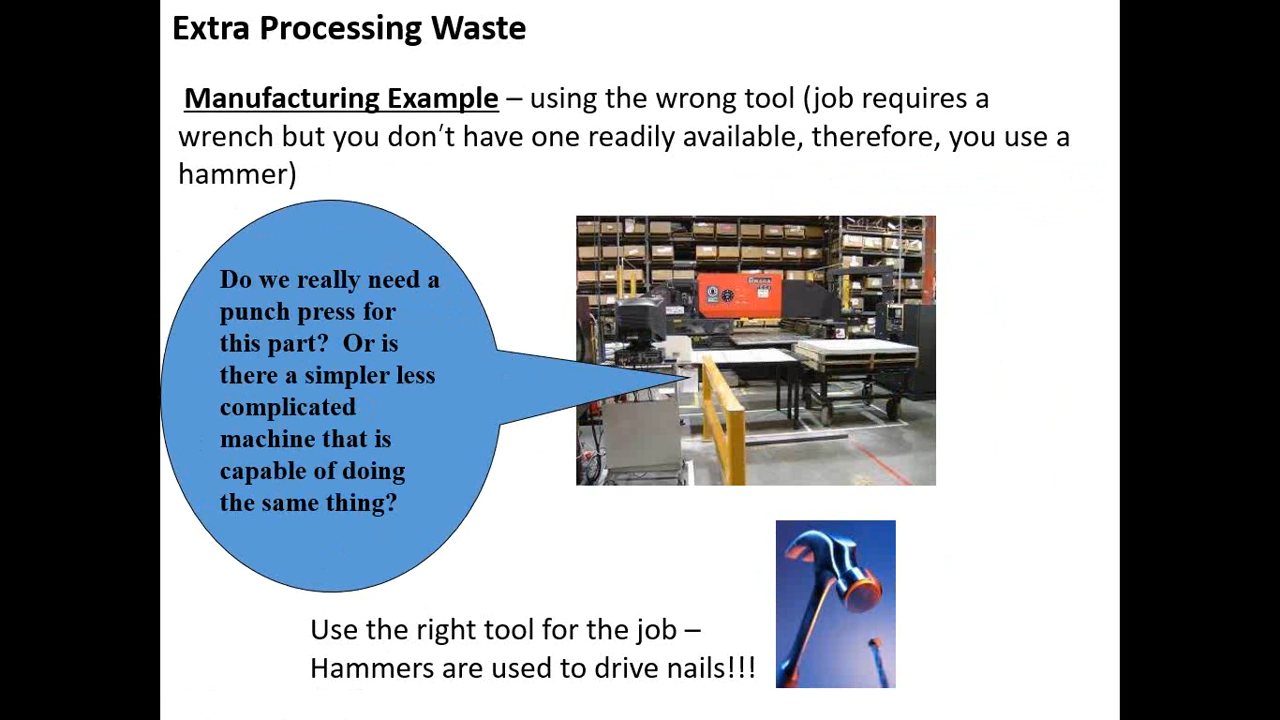 Extra Processing Waste
Manufacturing Example – using the wrong tool (job requires a
wrench but you don't have one readily available, therefore, you use a
hammer)
Do we really need a
punch press for
this part? Or is
there a simpler less
complicated
machine that is
capable of doing
the same thing?
Use the right tool for the job –
Hammers are used to drive nails!!!